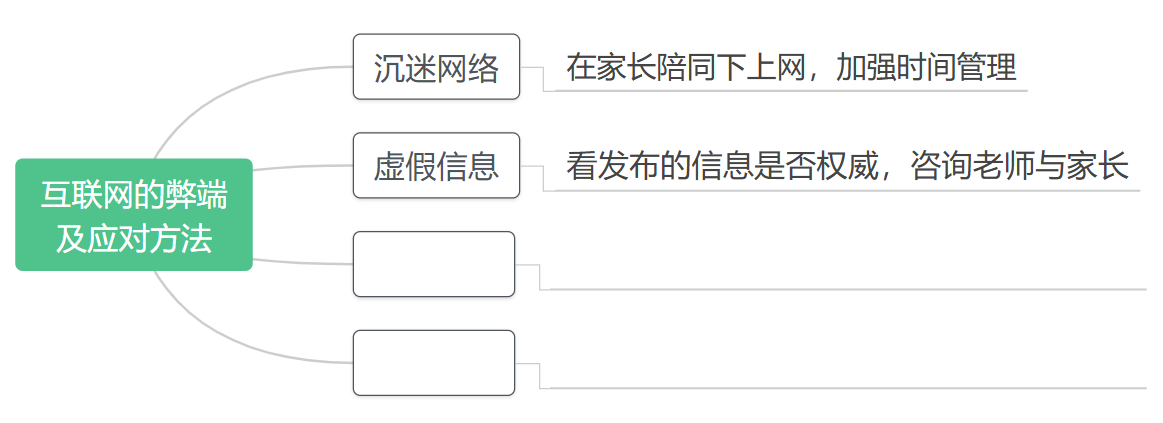 沉迷网络
在家长陪同下上网，加强时间管理
虚假信息
看发布的信息是否权威，咨询老师与家长
互联网的弊端
及应对方法